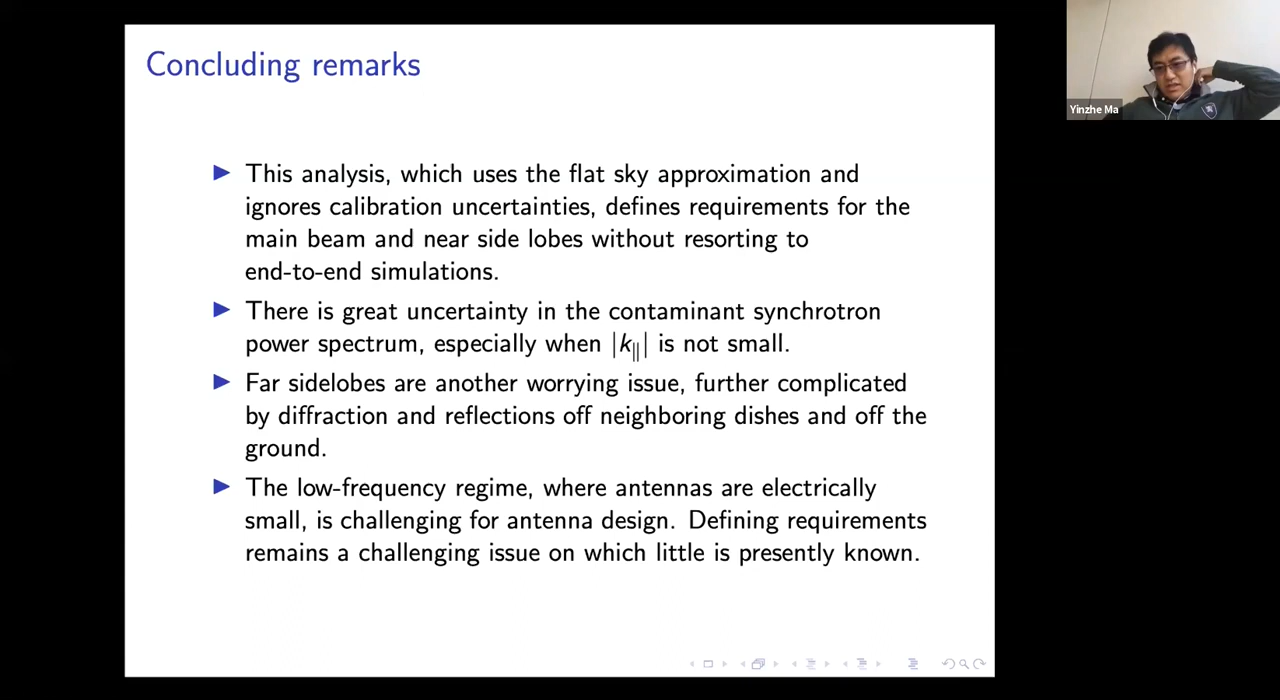 Concluding remarks
Yinzhe Ma
▶ This analysis, which uses the flat sky approximation and
ignores calibration uncertainties, defines requirements for the
main beam and near side lobes without resorting to
end-to-end simulations.
▶ There is great uncertainty in the contaminant synchrotron
power spectrum, especially when |k∥| is not small.
▶ Far sidelobes are another worrying issue, further complicated
by diffraction and reflections off neighboring dishes and off the
ground.
▶ The low-frequency regime, where antennas are electrically
small, is challenging for antenna design. Defining requirements
remains a challenging issue on which little is presently known.